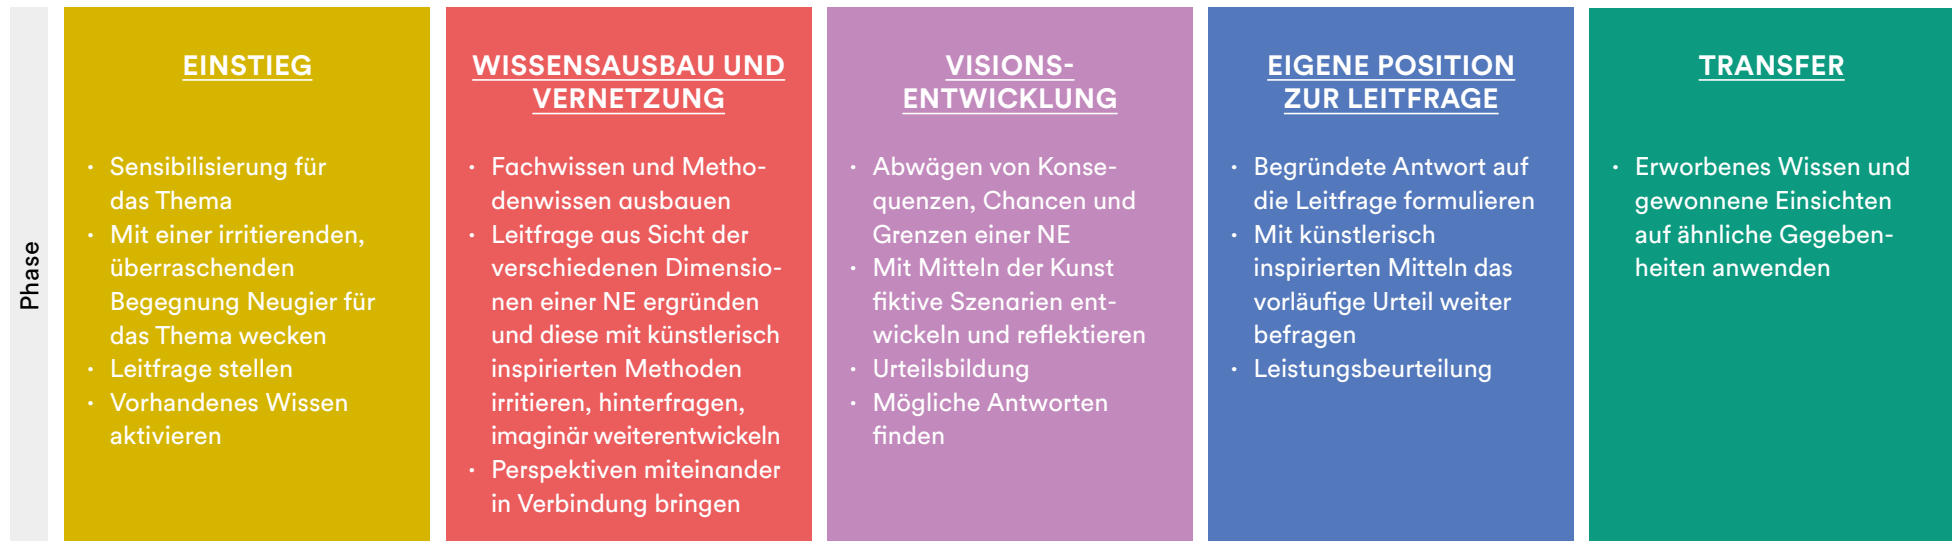 Phase
EINSTIEG
· Sensibilisierung für
das Thema
· Mit einer irritierenden,
überraschenden
Begegnung Neugier für
das Thema wecken
· Leitfrage stellen
· Vorhandenes Wissen
aktivieren
WISSENSAUSBAU UND
VERNETZUNG
· Fachwissen und Metho-
denwissen ausbauen
· Leitfrage aus Sicht der
verschiedenen Dimensio-
nen einer NE ergründen
und diese mit künstlerisch
inspirierten Methoden
irritieren, hinterfragen,
imaginär weiterentwickeln
· Perspektiven miteinander
in Verbindung bringen
VISIONS-
ENTWICKLUNG
· Abwägen von Konse-
quenzen, Chancen und
Grenzen einer NE
· Mit Mitteln der Kunst
fiktive Szenarien ent-
wickeln und reflektieren
· Urteilsbildung
· Mögliche Antworten
finden
EIGENE POSITION
ZUR LEITFRAGE
· Begründete Antwort auf
die Leitfrage formulieren
· Mit künstlerisch
inspirierten Mitteln das
vorläufige Urteil weiter
befragen
· Leistungsbeurteilung
TRANSFER
· Erworbenes Wissen und
gewonnene Einsichten
auf ähnliche Gegeben-
heiten anwenden